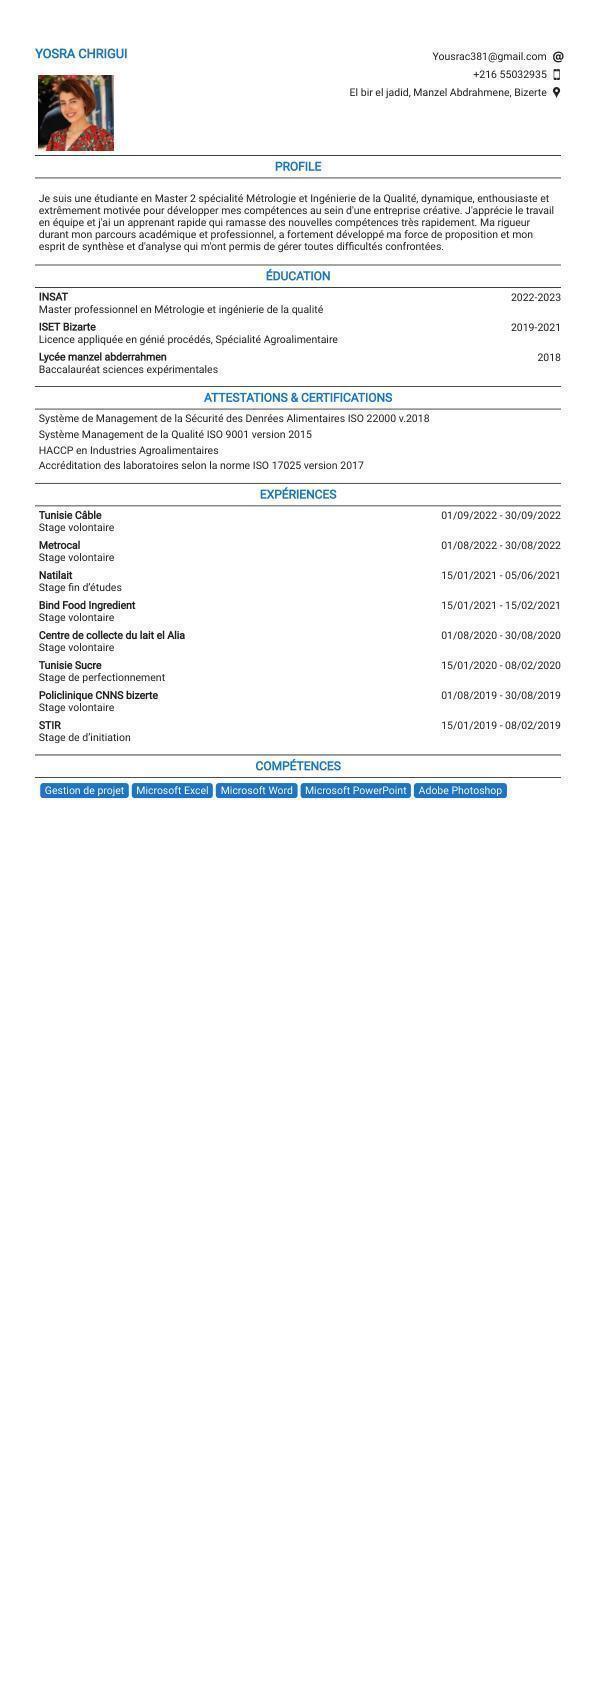 YOSRA CHRIGUI
Yousrac381@gmail.com @
+216 55032935
El bir el jadid, Manzel Abdrahmene, Bizerte
PROFILE
Je suis une étudiante en Master 2 spécialité Métrologie et Ingénierie de la Qualité, dynamique, enthousiaste et
extrêmement motivée pour développer mes compétences au sein d'une entreprise créative. J'apprécie le travail
en équipe et j'ai un apprenant rapide qui ramasse des nouvelles compétences très rapidement. Ma rigueur
durant mon parcours académique et professionnel, a fortement développé ma force de proposition et mon
esprit de synthèse et d'analyse qui m'ont permis de gérer toutes difficultés confrontées.
ÉDUCATION
INSAT 2022-2023
Master professionnel en Métrologie et ingénierie de la qualité
ISET Bizarte 2019-2021
Licence appliquée en génié procédés, Spécialité Agroalimentaire
Lycée manzel abderrahmen 2018
Baccalauréat sciences expérimentales
ATTESTATIONS & CERTIFICATIONS
Système de Management de la Sécurité des Denrées Alimentaires ISO 22000 v.2018
Système Management de la Qualité ISO 9001 version 2015
HACCP en Industries Agroalimentaires
Accréditation des laboratoires selon la norme ISO 17025 version 2017
EXPÉRIENCES
Tunisie Câble 01/09/2022 - 30/09/2022
Stage volontaire
Metrocal 01/08/2022 - 30/08/2022
Stage volontaire
Natilait 15/01/2021 - 05/06/2021
Stage fin d'études
Bind Food Ingredient 15/01/2021 - 15/02/2021
Stage volontaire
Centre de collecte du lait el Alia 01/08/2020 - 30/08/2020
Stage volontaire
Tunisie Sucre 15/01/2020 - 08/02/2020
Stage de perfectionnement
Policlinique CNNS bizerte 01/08/2019 - 30/08/2019
Stage volontaire
STIR 15/01/2019 - 08/02/2019
Stage de d'initiation
COMPÉTENCES
Gestion de projet Microsoft Excel Microsoft Word Microsoft PowerPoint Adobe Photoshop